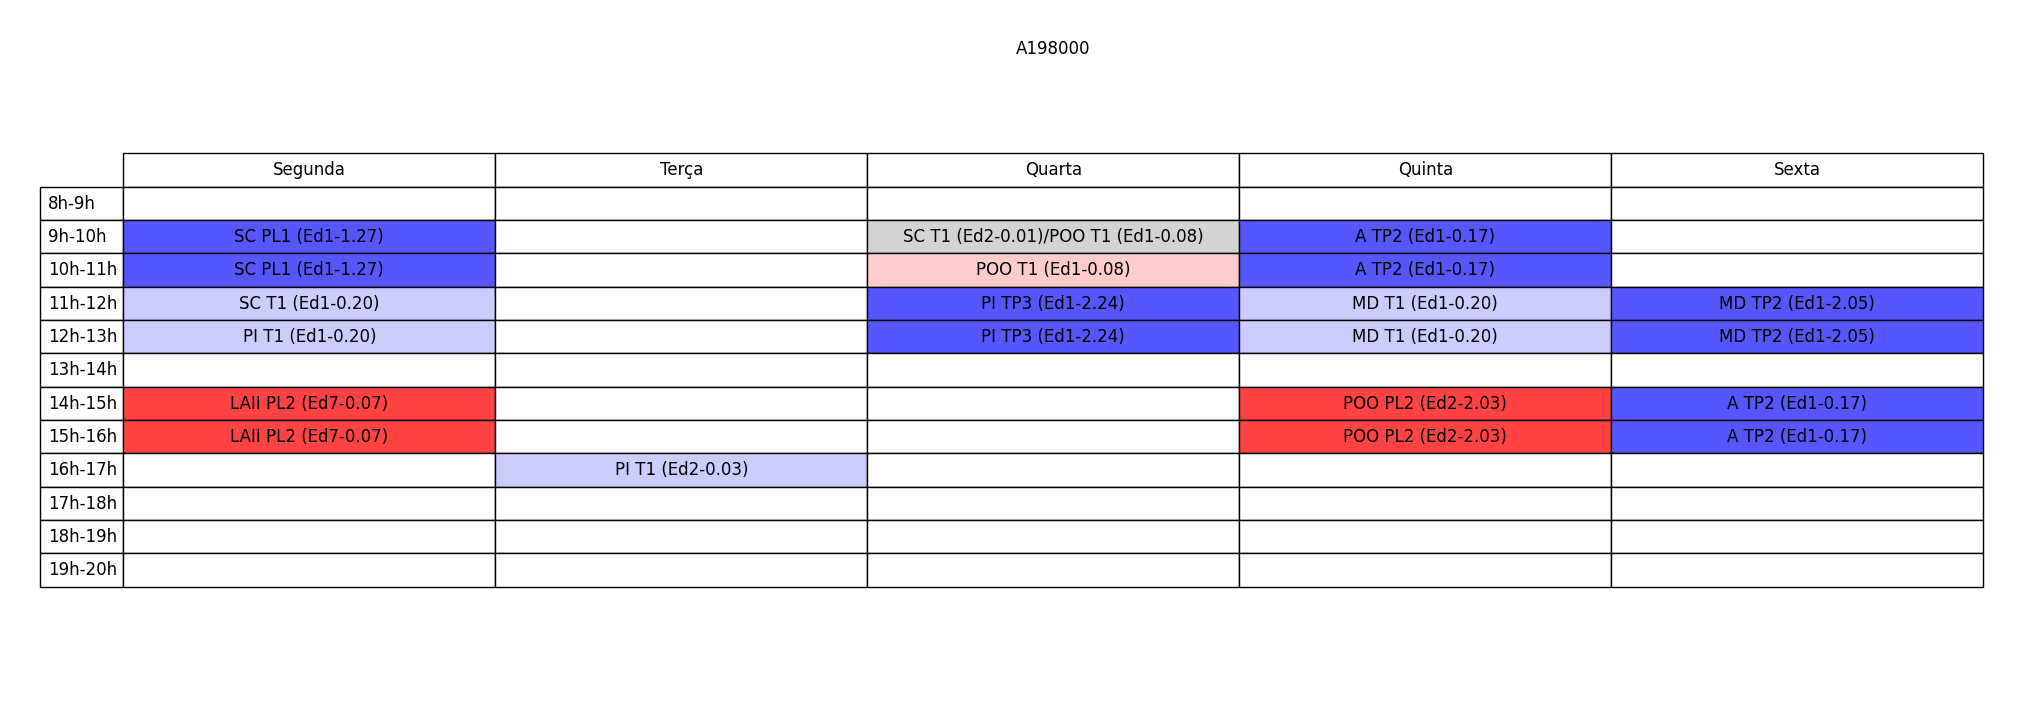 A198000
Segunda Terça Quarta Quinta Sexta
8h-9h
9h-10h SC PL1 (Ed1-1.27) SC T1 (Ed2-0.01)/POO T1 (Ed1-0.08) A TP2 (Ed1-0.17)
10h-11h SC PL1 (Ed1-1.27) POO T1 (Ed1-0.08) A TP2 (Ed1-0.17)
11h-12h SC T1 (Ed1-0.20) PI TP3 (Ed1-2.24) MD T1 (Ed1-0.20) MD TP2 (Ed1-2.05)
12h-13h PI T1 (Ed1-0.20) PI TP3 (Ed1-2.24) MD T1 (Ed1-0.20) MD TP2 (Ed1-2.05)
13h-14h
14h-15h LAII PL2 (Ed7-0.07) POO PL2 (Ed2-2.03) A TP2 (Ed1-0.17)
15h-16h LAII PL2 (Ed7-0.07) POO PL2 (Ed2-2.03) A TP2 (Ed1-0.17)
16h-17h PI T1 (Ed2-0.03)
17h-18h
18h-19h
19h-20h